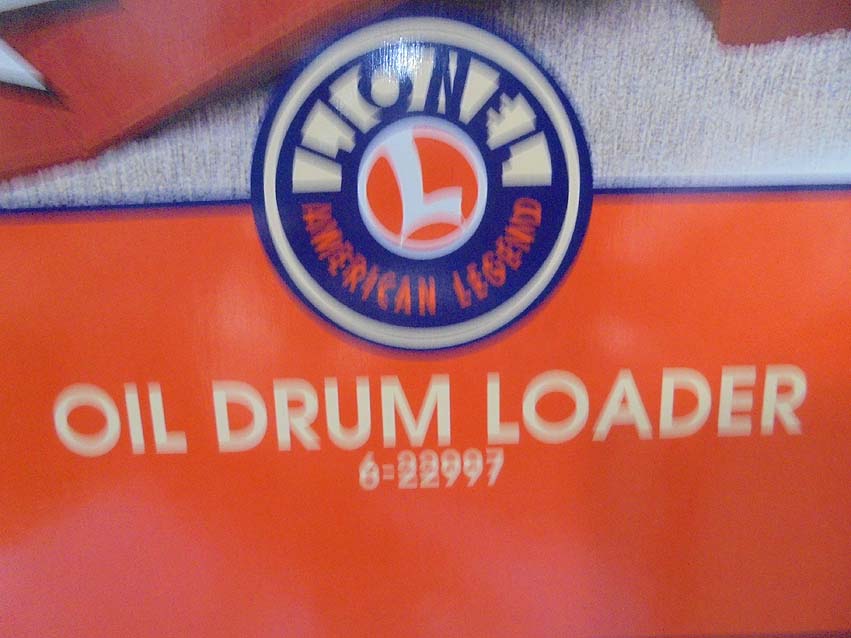 LIONEL
L
AMERICAN LEGEND
OIL DRUM LOADER
6-22997